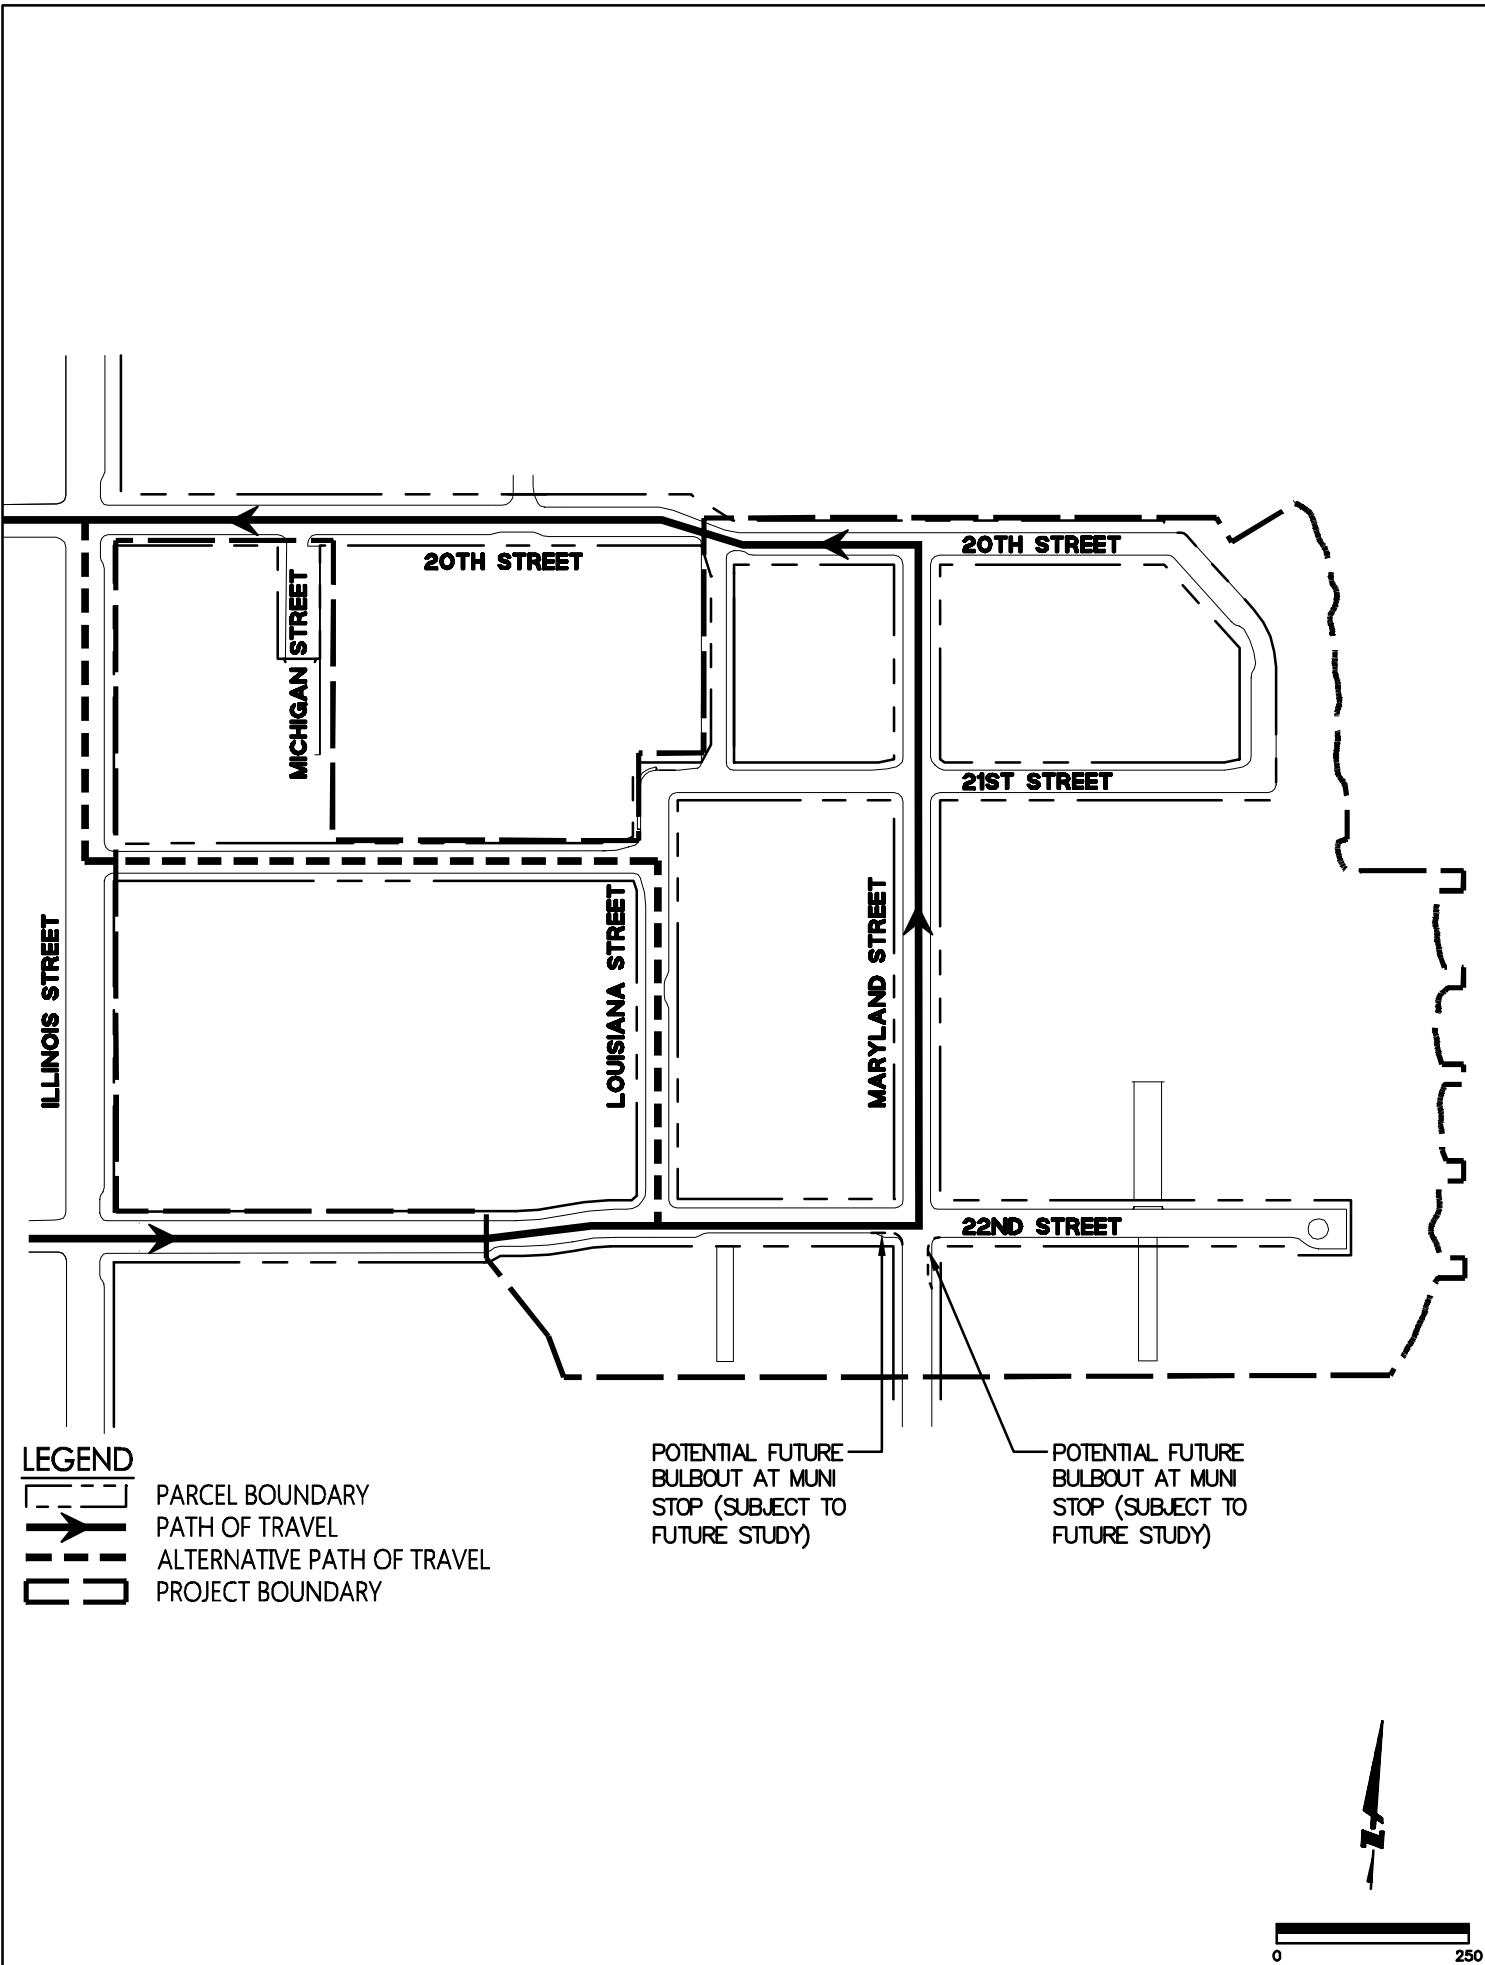 20TH STREET
20TH STREET
MICHIGAN STREET
21ST STREET
ILLINOIS STREET
LOUISIANA STREET
MARYLAND STREET
22ND STREET
LEGEND
PARCEL BOUNDARY
PATH OF TRAVEL
ALTERNATIVE PATH OF TRAVEL
PROJECT BOUNDARY
POTENTIAL FUTURE
BULBOUT AT MUNI
STOP (SUBJECT TO
FUTURE STUDY)
POTENTIAL FUTURE
BULBOUT AT MUNI
STOP (SUBJECT TO
FUTURE STUDY)
N
0 250